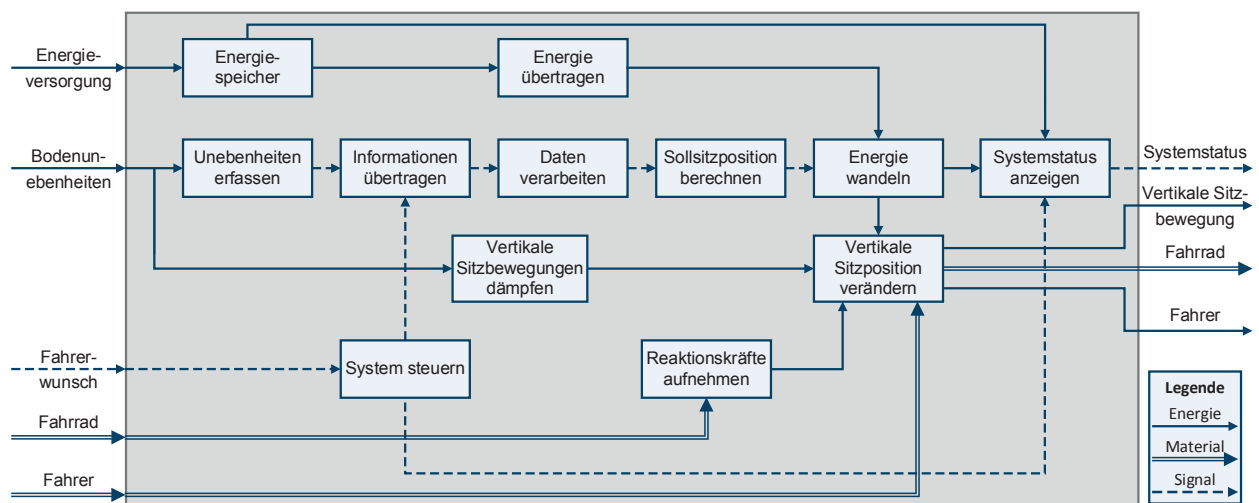 Energie-
versorgung
Energie-
speicher
Energie
übertragen
Bodenun-
ebenheiten
Unebenheiten
erfassen
Informationen
übertragen
Daten
verarbeiten
Sollsitzposition
berechnen
Energie
wandeln
Systemstatus
anzeigen
Systemstatus
Vertikale Sitz-
bewegung
Vertikale
Sitzbewegungen
dämpfen
Vertikale
Sitzposition
verändern
Fahrrad
Fahrer
Fahrer-
wunsch
System steuern
Reaktionskräfte
aufnehmen
Fahrrad
Fahrer
Legende
Energie
Material
Signal